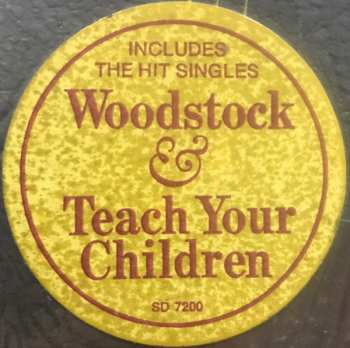 INCLUDES
THE HIT SINGLES
Woodstock
&
Teach Your
Children
SD 7200